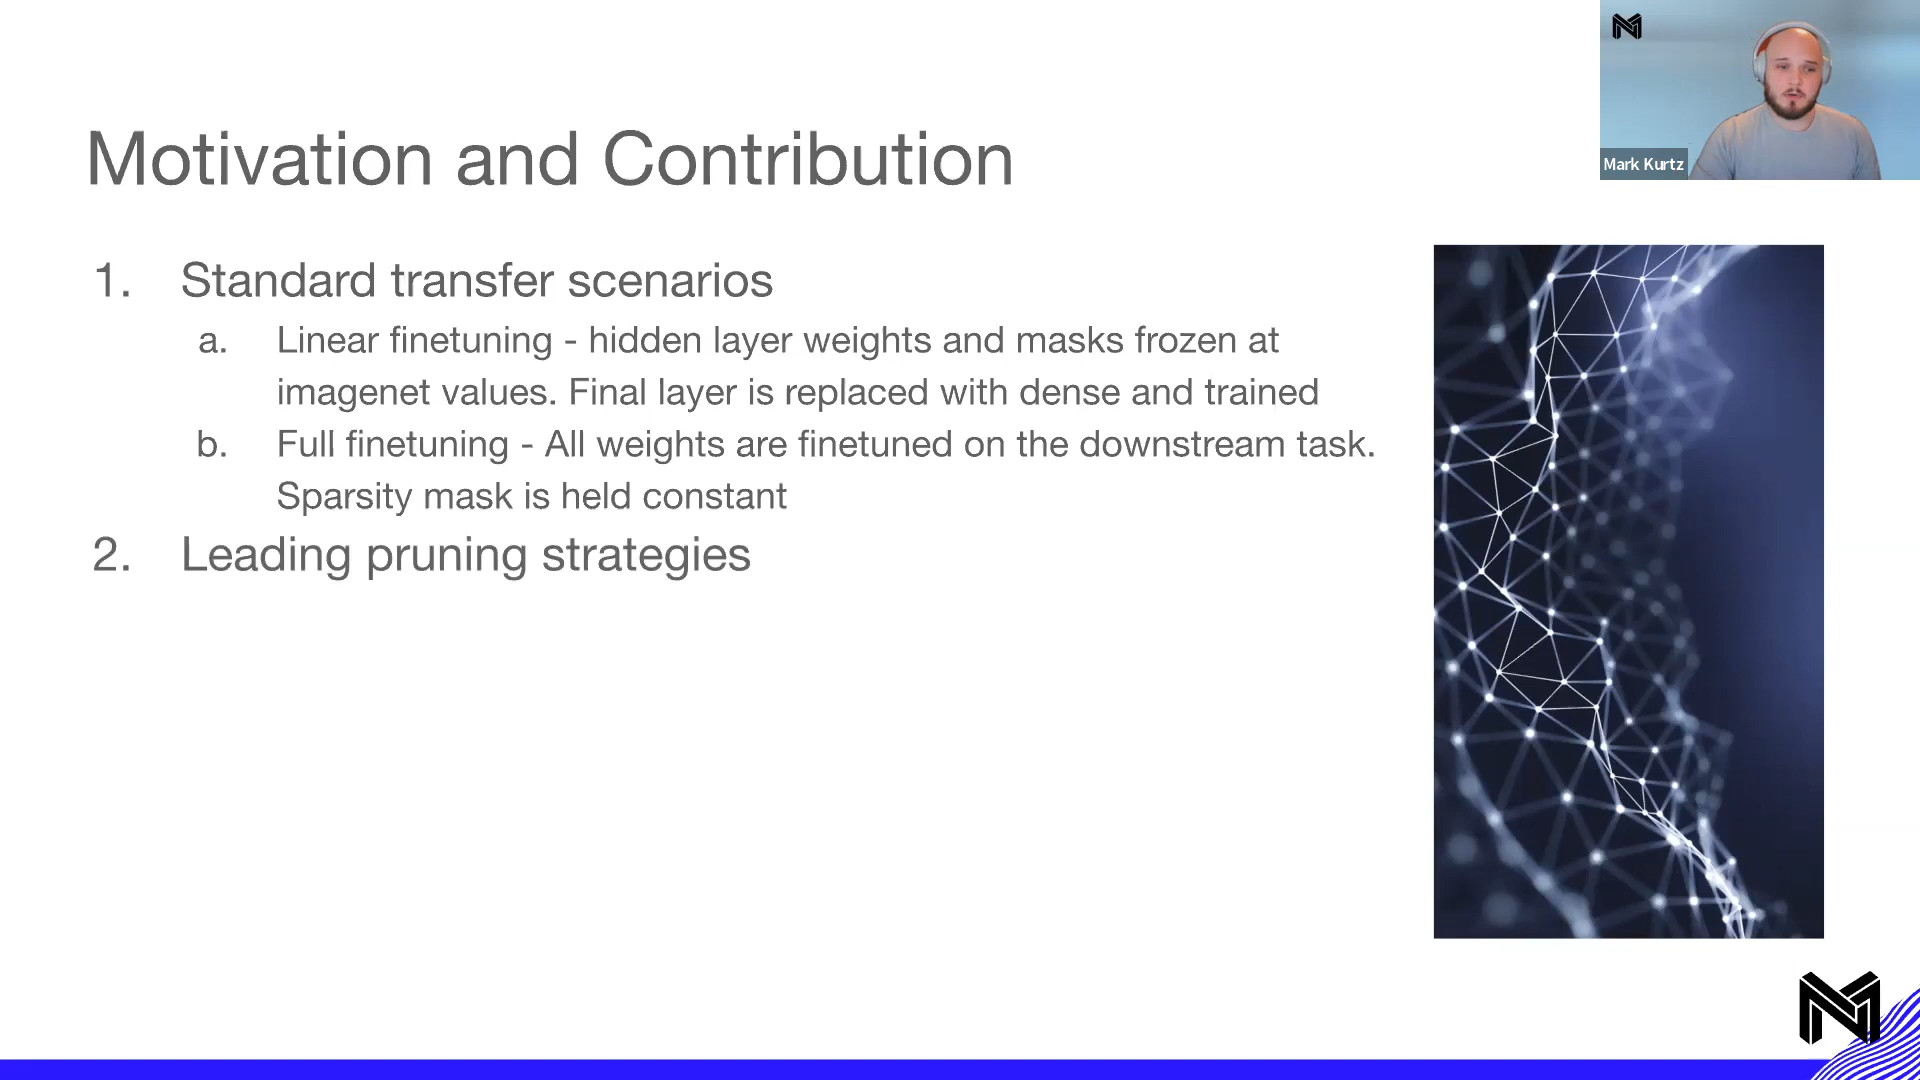 Motivation and Contribution
1. Standard transfer scenarios
a. Linear finetuning - hidden layer weights and masks frozen at
imagenet values. Final layer is replaced with dense and trained
b. Full finetuning - All weights are finetuned on the downstream task.
Sparsity mask is held constant
2. Leading pruning strategies
Mark Kurtz